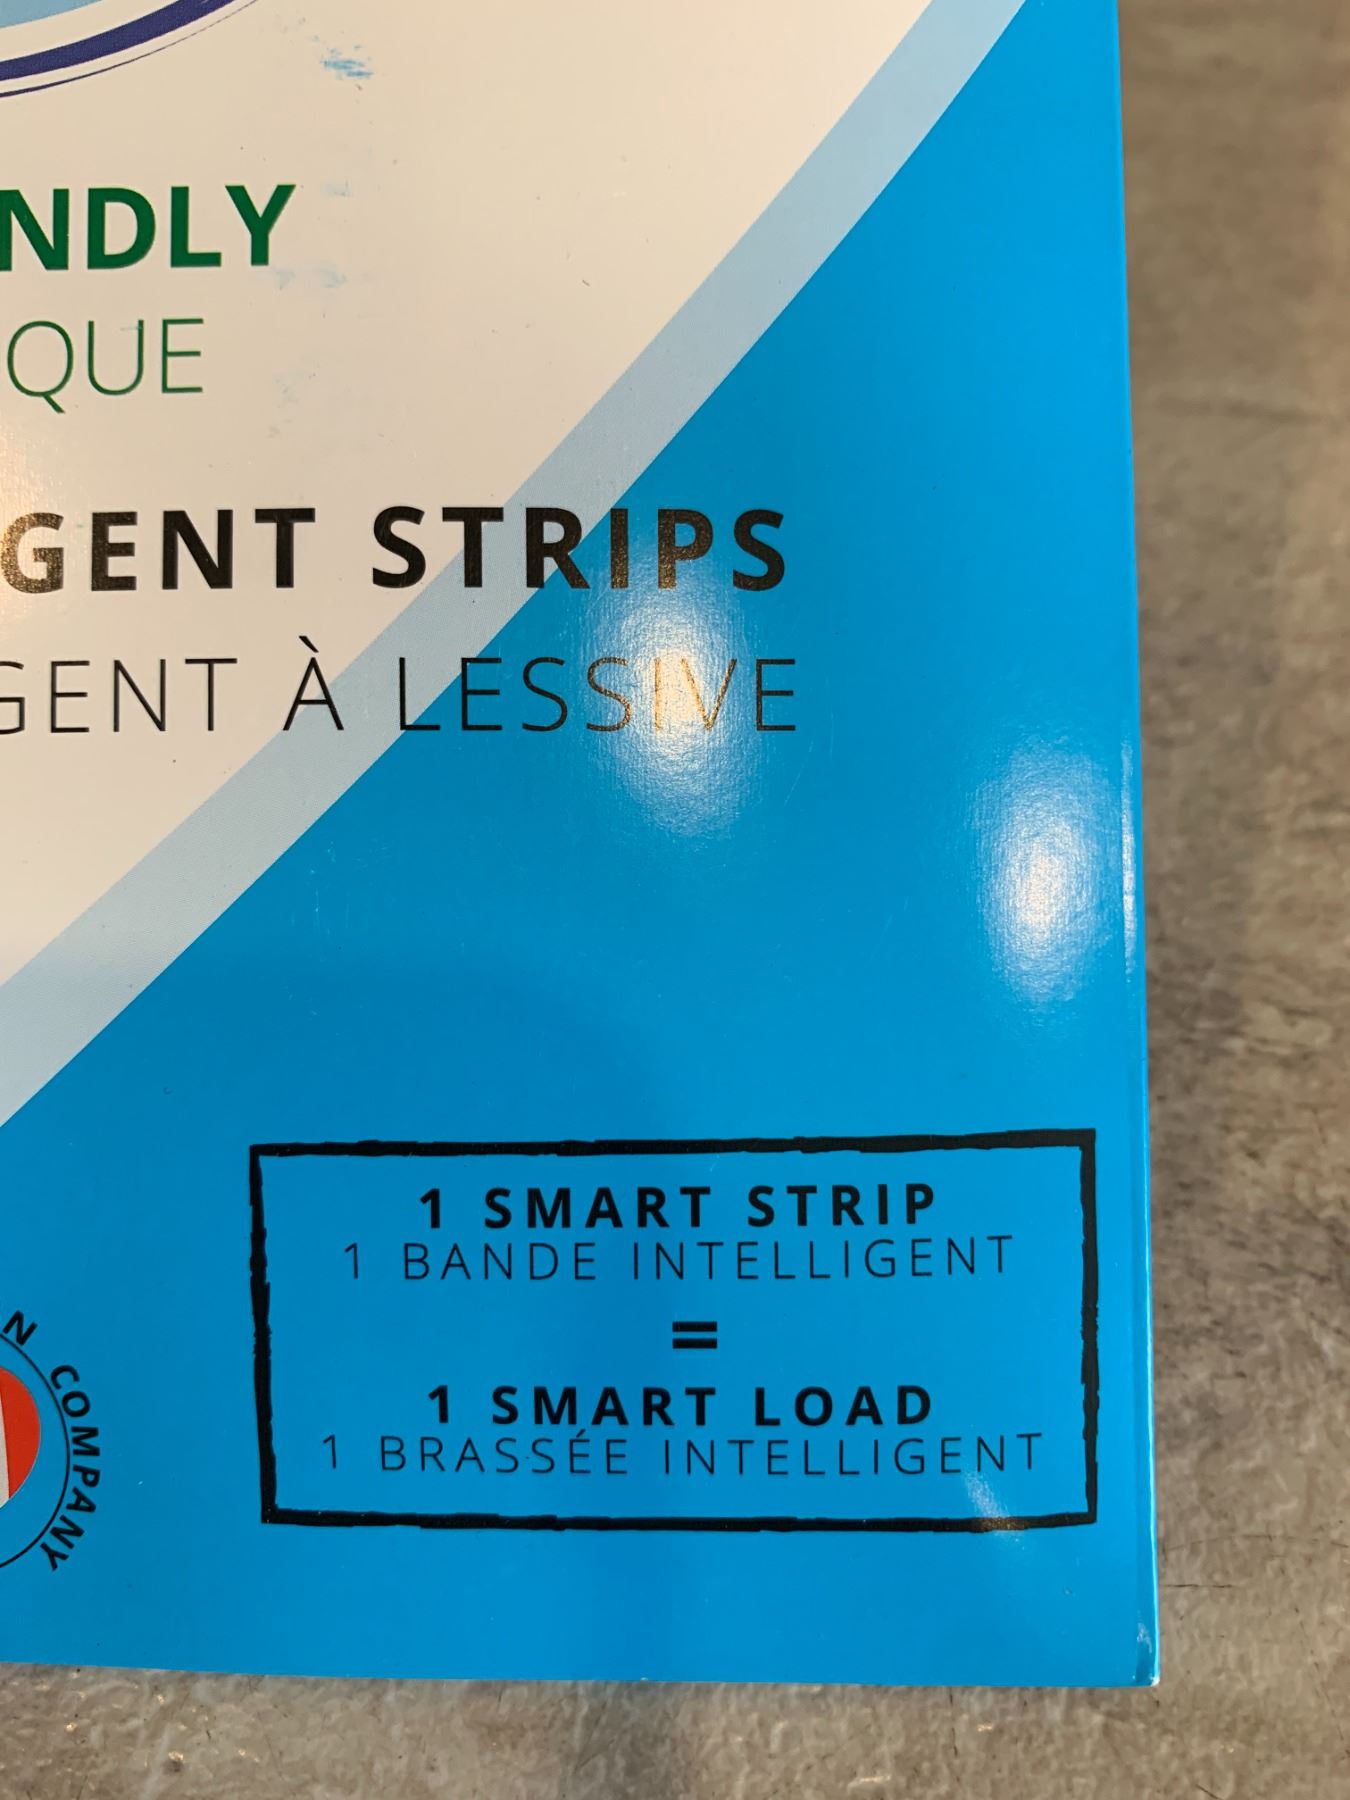 NDLY
QUE
GENT STRIPS
GENT À LESSIVE
1 SMART STRIP
1 BANDE INTELLIGENT
=
1 SMART LOAD
1 BRASSÉE INTELLIGENT
N COMPANY